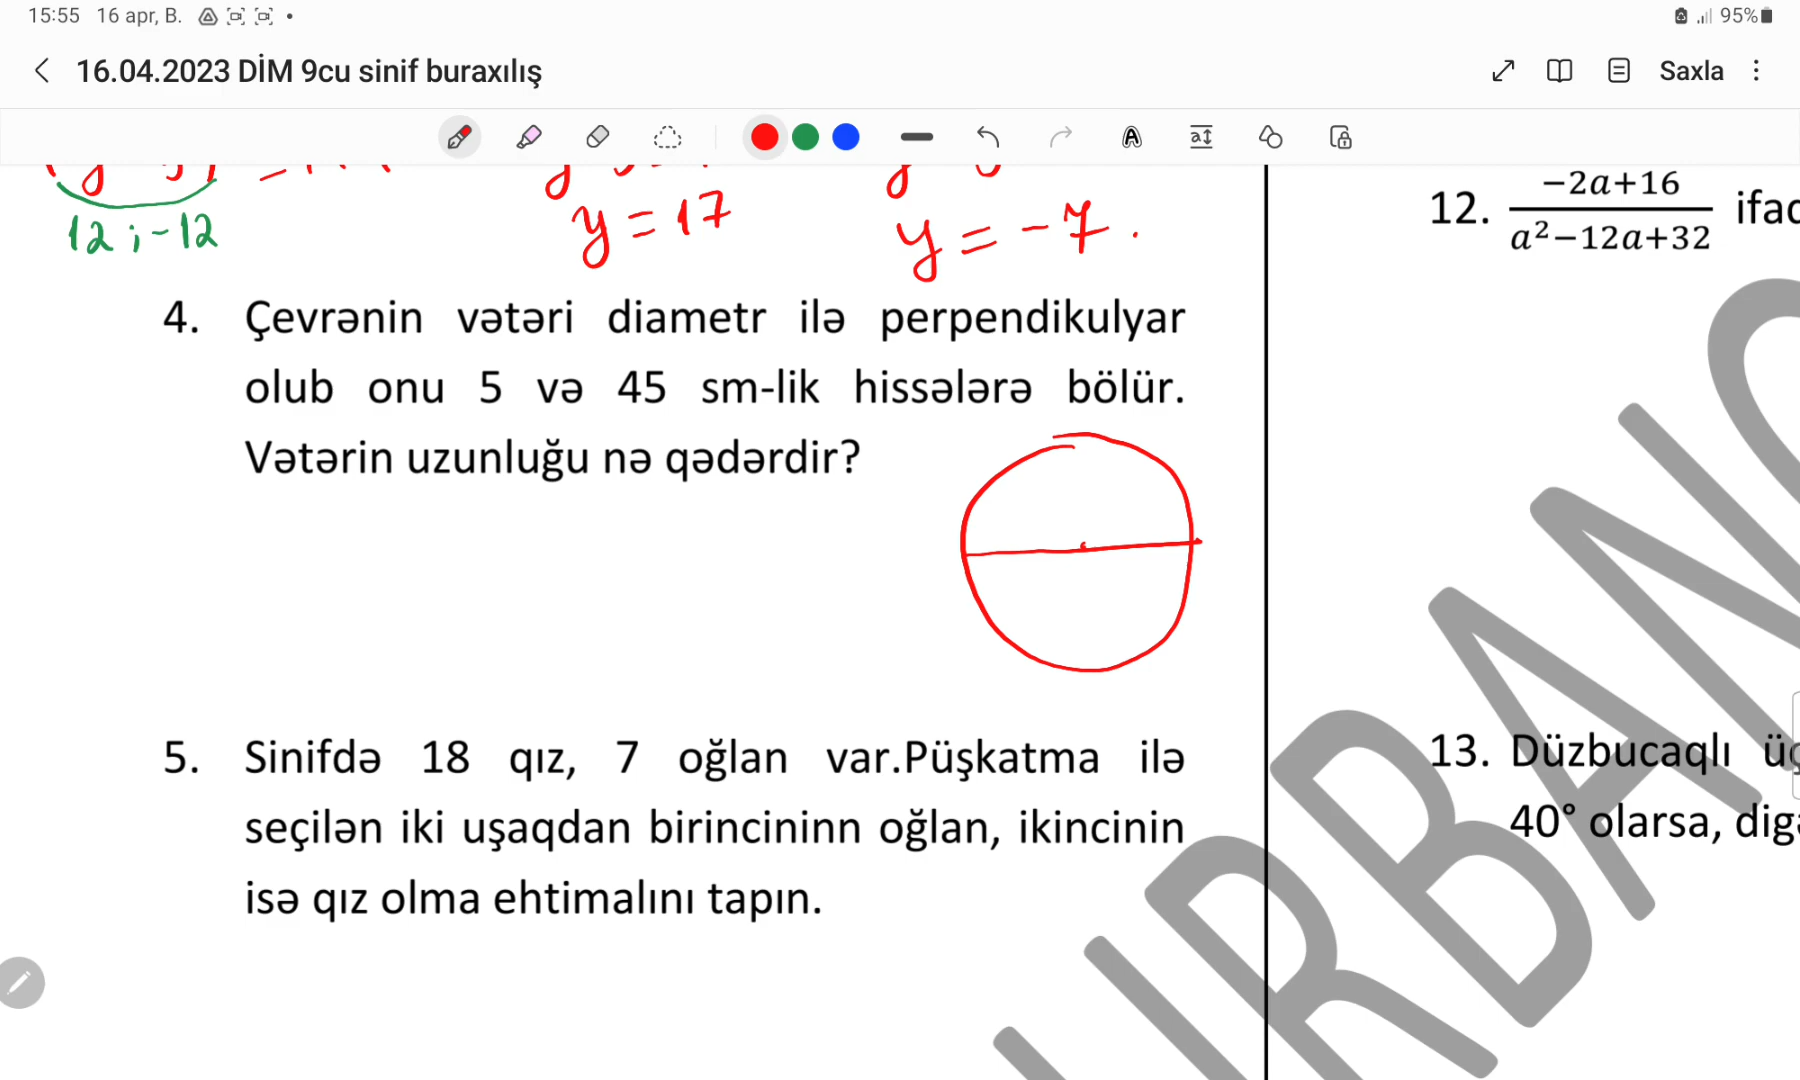 15:55 16 apr, B.
95%
16.04.2023 DİM 9cu sinif buraxılış
Saxla
12 ; -12
y = 17
y = -7.
4. Çevrənin vətəri diametr ilə perpendikulyar
olub onu 5 və 45 sm-lik hissələrə bölür.
Vətərin uzunluğu nə qədərdir?
5. Sinifdə 18 qız, 7 oğlan var.Püşkatma ilə
seçilən iki uşaqdan birincininn oğlan, ikincinin
isə qız olma ehtimalını tapın.
12. −2a+16 / a²−12a+32 ifad
13. Düzbucaqlı üç
40° olarsa, digə
URBANO